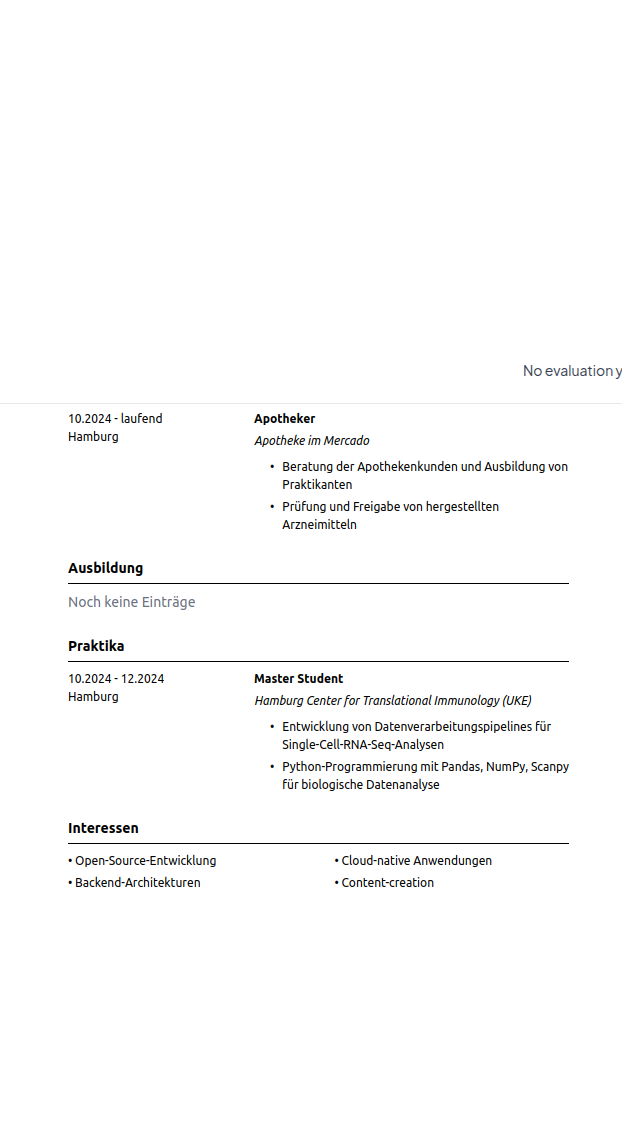 No evaluation y
10.2024 - laufend
Hamburg
Apotheker
Apotheke im Mercado
• Beratung der Apothekenkunden und Ausbildung von
Praktikanten
• Prüfung und Freigabe von hergestellten
Arzneimitteln
Ausbildung
Noch keine Einträge
Praktika
10.2024 - 12.2024
Hamburg
Master Student
Hamburg Center for Translational Immunology (UKE)
• Entwicklung von Datenverarbeitungspipelines für
Single-Cell-RNA-Seq-Analysen
• Python-Programmierung mit Pandas, NumPy, Scanpy
für biologische Datenanalyse
Interessen
• Open-Source-Entwicklung
• Cloud-native Anwendungen
• Backend-Architekturen
• Content-creation